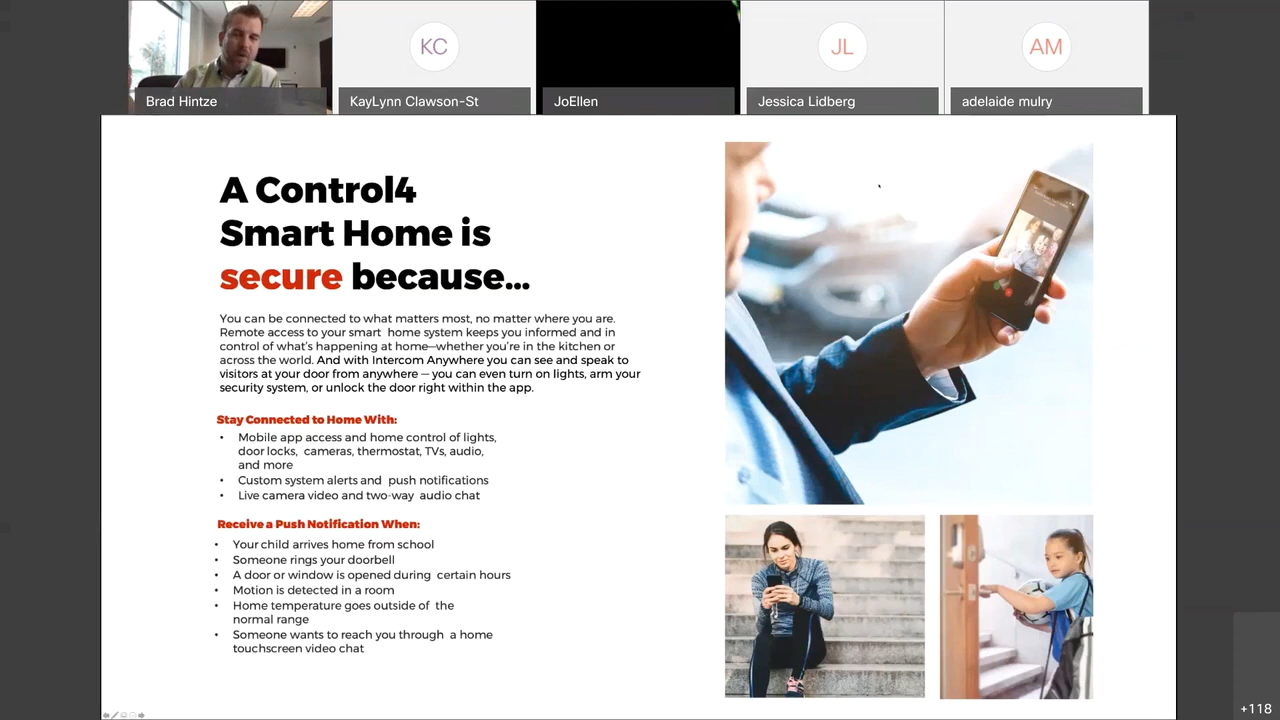 KC
JL
AM
Brad Hintze
KayLynn Clawson-St
JoEllen
Jessica Lidberg
adelaide mulry
A Control4
Smart Home is
secure because...
You can be connected to what matters most, no matter where you are.
Remote access to your smart home system keeps you informed and in
control of what's happening at home—whether you're in the kitchen or
across the world. And with Intercom Anywhere you can see and speak to
visitors at your door from anywhere — you can even turn on lights, arm your
security system, or unlock the door right within the app.
Stay Connected to Home With:
• Mobile app access and home control of lights,
door locks, cameras, thermostat, TVs, audio,
and more
• Custom system alerts and push notifications
• Live camera video and two-way audio chat
Receive a Push Notification When:
• Your child arrives home from school
• Someone rings your doorbell
• A door or window is opened during certain hours
• Motion is detected in a room
• Home temperature goes outside of the
normal range
• Someone wants to reach you through a home
touchscreen video chat
+118